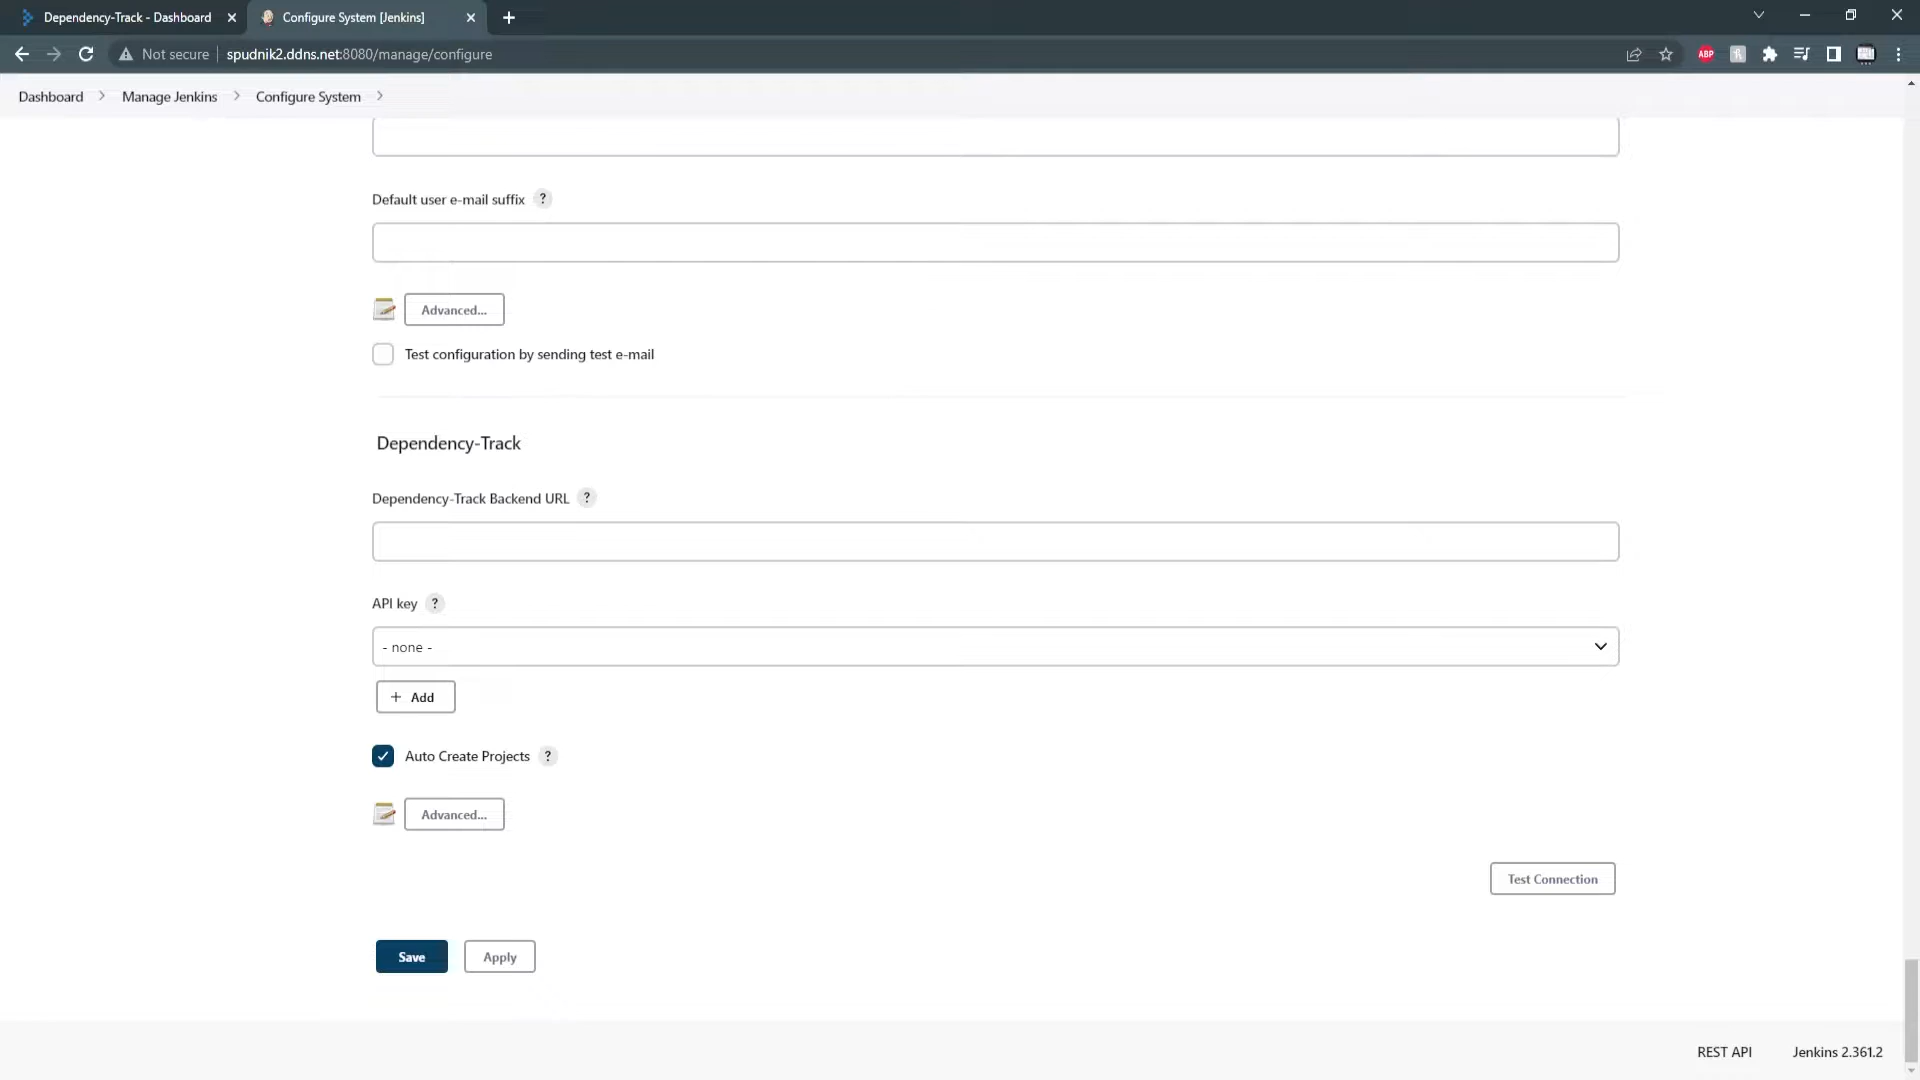 Dependency-Track - Dashboard
Configure System [Jenkins]
Not secure
spudnik2.ddns.net:8080/manage/configure
ABP
Dashboard
Manage Jenkins
Configure System
Default user e-mail suffix ?
Advanced...
Test configuration by sending test e-mail
Dependency-Track
Dependency-Track Backend URL ?
API key ?
- none -
+ Add
Auto Create Projects ?
Advanced...
Test Connection
Save
Apply
REST API
Jenkins 2.361.2